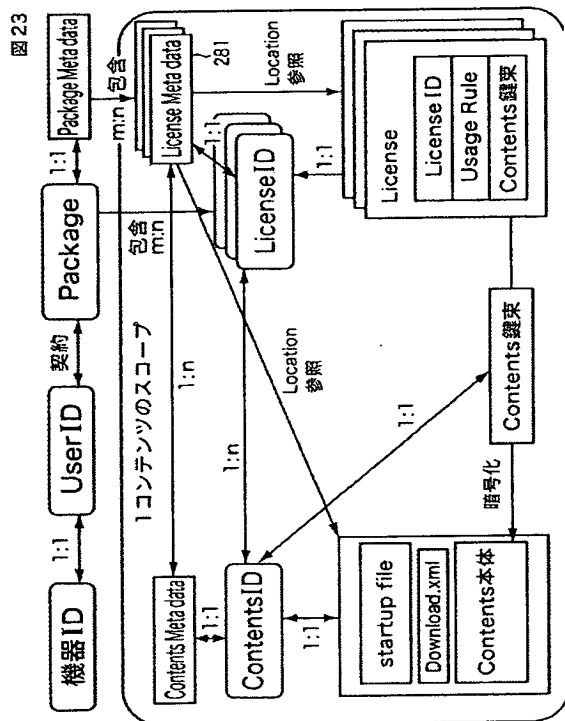 図23
機器ID
1:1
UserID
契約
Package
1:1
Package Meta data
包含
m:n
包含
m:n
1コンテンツのスコープ
Contents Meta data
1:n
License Meta data
281
1:1
1:1
Location
参照
ContentsID
1:n
LicenseID
1:1
License
License ID
Usage Rule
Contents鍵束
Location
参照
1:1
1:1
startup file
Download.xml
Contents本体
暗号化
Contents鍵束